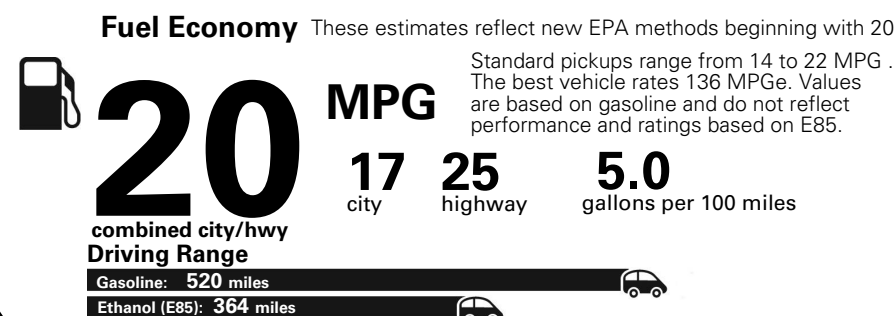 Fuel Economy These estimates reflect new EPA methods beginning with 20
Standard pickups range from 14 to 22 MPG .
The best vehicle rates 136 MPGe. Values
are based on gasoline and do not reflect
performance and ratings based on E85.
20 MPG
17 25 5.0
city highway gallons per 100 miles
combined city/hwy
Driving Range
Gasoline: 520 miles
Ethanol (E85): 364 miles